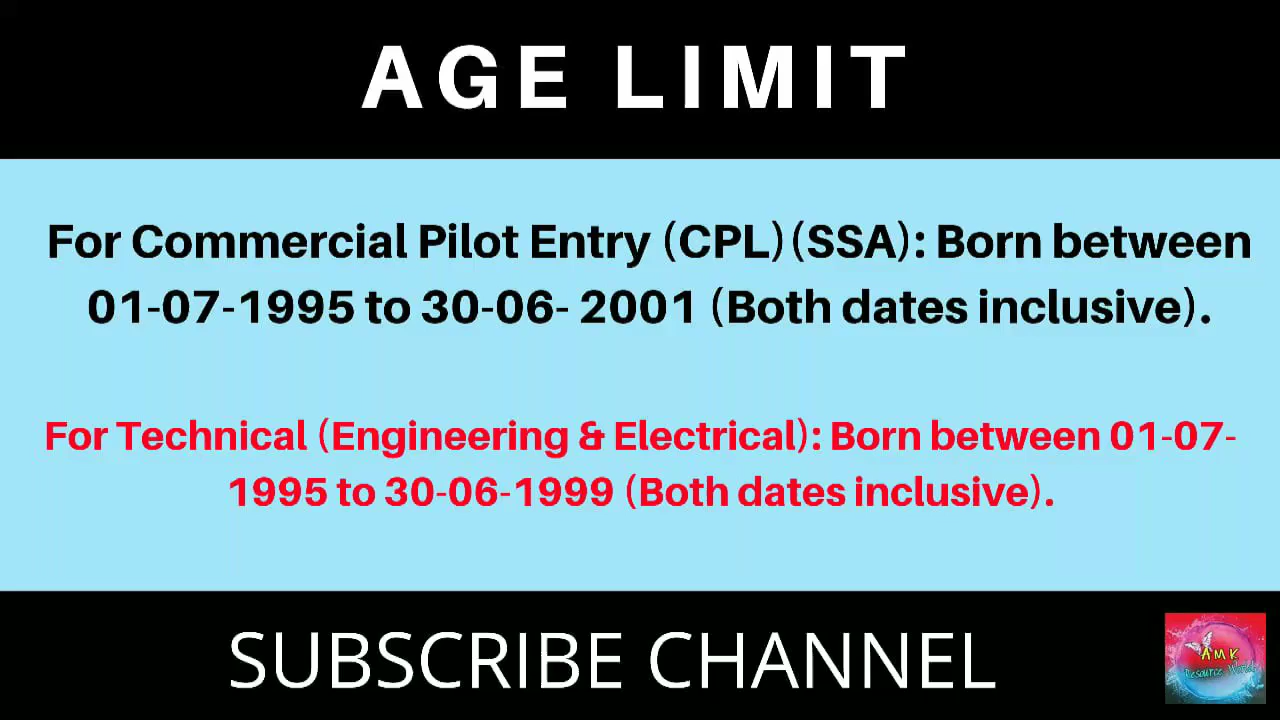 AGE LIMIT
For Commercial Pilot Entry (CPL)(SSA): Born between
01-07-1995 to 30-06- 2001 (Both dates inclusive).
For Technical (Engineering & Electrical): Born between 01-07-
1995 to 30-06-1999 (Both dates inclusive).
SUBSCRIBE CHANNEL
AMK
Resource World